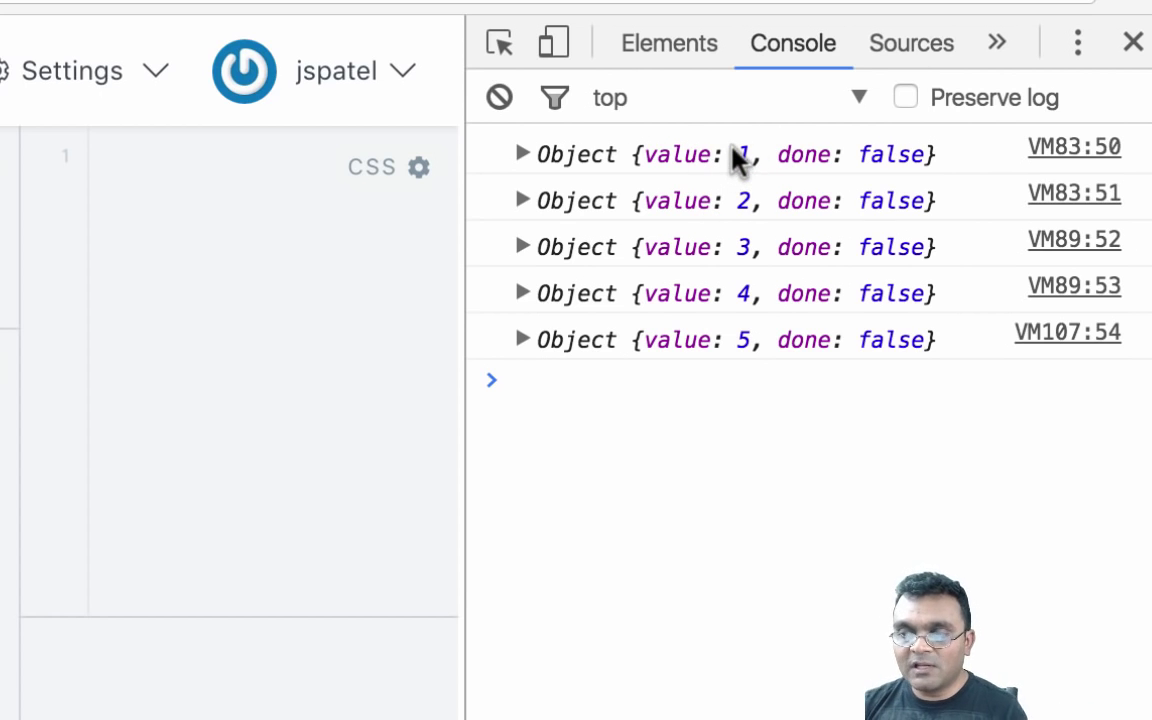 Settings jspatel
Elements Console Sources »
top Preserve log
1
CSS
Object {value: 1, done: false} VM83:50
Object {value: 2, done: false} VM83:51
Object {value: 3, done: false} VM89:52
Object {value: 4, done: false} VM89:53
Object {value: 5, done: false} VM107:54